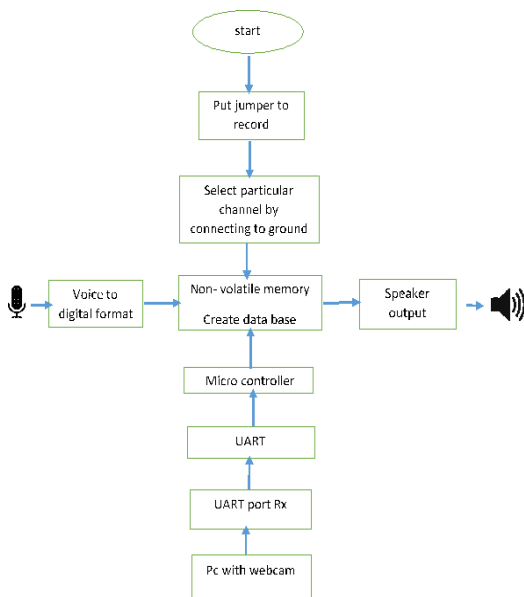 start
Put jumper to
record
Select particular
channel by
connecting to ground
Voice to
digital format
Non- volatile memory
Create data base
Speaker
output
Micro controller
UART
UART port Rx
Pc with webcam